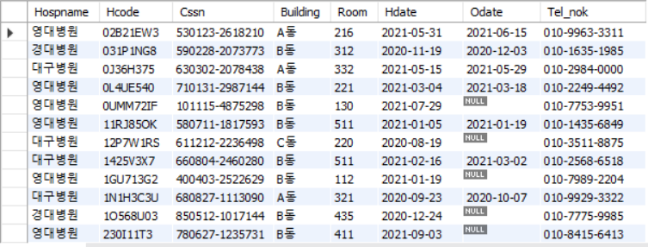 Hospname Hcode Cssn Building Room Hdate Odate Tel_nok
영대병원 02B21EW3 530123-2618210 A동 216 2021-05-31 2021-06-15 010-9963-3311
경대병원 031P1NG8 590228-2073773 B동 312 2020-11-19 2020-12-03 010-1635-1985
대구병원 0J36H375 630302-2078438 A동 332 2021-05-15 2021-05-29 010-2984-0000
영대병원 0L4UE540 710131-2987144 B동 221 2021-03-04 2021-03-18 010-2249-4492
영대병원 0UMM72IF 101115-4875298 B동 130 2021-07-29 NULL 010-7753-9951
영대병원 11RJ85OK 580711-1817593 B동 511 2021-01-05 2021-01-19 010-1435-6849
대구병원 12P7W1RS 611212-2236498 C동 220 2020-08-19 NULL 010-3511-8875
대구병원 1425V3X7 660804-2460280 B동 511 2021-02-16 2021-03-02 010-2568-6518
영대병원 1GU713G2 400403-2522629 B동 112 2021-01-19 NULL 010-7989-2204
대구병원 1N1H3C3U 680827-1113090 A동 321 2020-09-23 2020-10-07 010-9929-3322
경대병원 1O568U03 850512-1017144 B동 435 2020-12-24 NULL 010-7775-9985
영대병원 230I11T3 780627-1235731 B동 411 2021-09-03 NULL 010-8415-6413